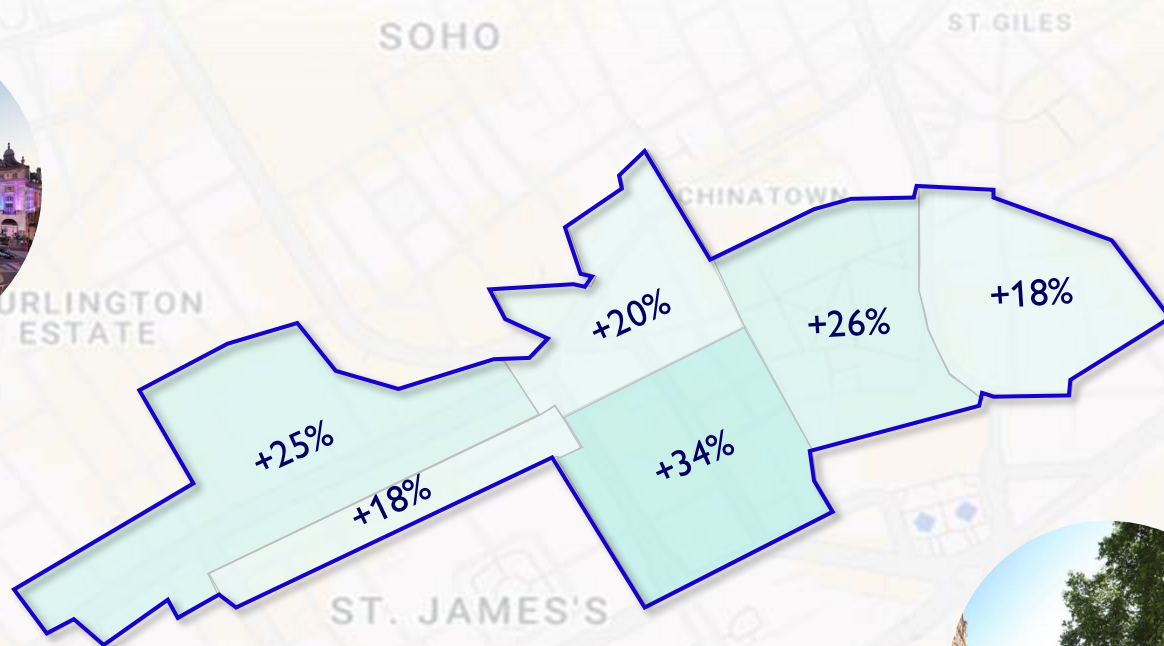 SOHO
ST GILES
CHINATOWN
URLINGTON
ESTATE
+20%
+18%
+26%
+25%
+34%
+18%
ST. JAMES'S